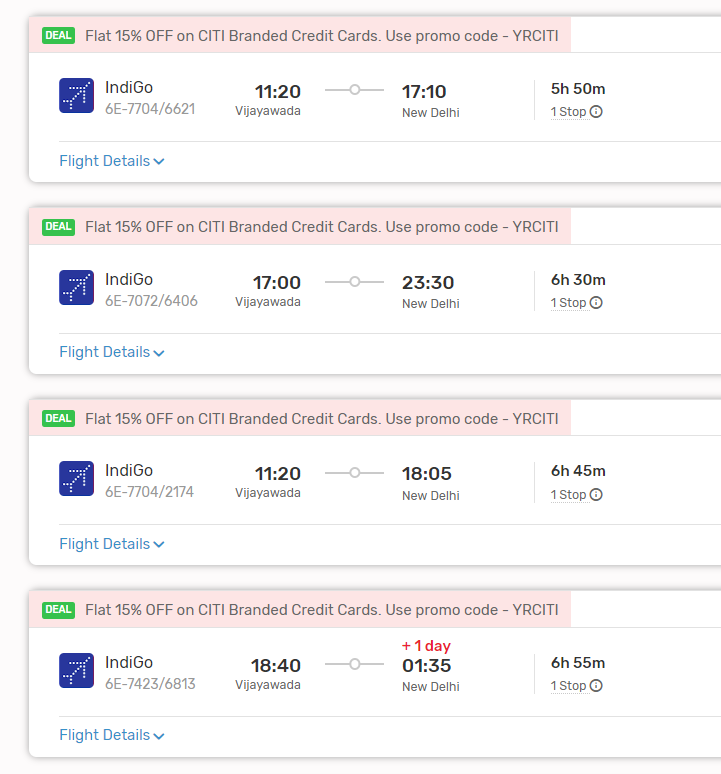 DEAL Flat 15% OFF on CITI Branded Credit Cards. Use promo code - YRCITI
IndiGo 11:20 17:10 5h 50m
6E-7704/6621 Vijayawada New Delhi 1 Stop
Flight Details
DEAL Flat 15% OFF on CITI Branded Credit Cards. Use promo code - YRCITI
IndiGo 17:00 23:30 6h 30m
6E-7072/6406 Vijayawada New Delhi 1 Stop
Flight Details
DEAL Flat 15% OFF on CITI Branded Credit Cards. Use promo code - YRCITI
IndiGo 11:20 18:05 6h 45m
6E-7704/2174 Vijayawada New Delhi 1 Stop
Flight Details
DEAL Flat 15% OFF on CITI Branded Credit Cards. Use promo code - YRCITI
+ 1 day
IndiGo 18:40 01:35 6h 55m
6E-7423/6813 Vijayawada New Delhi 1 Stop
Flight Details